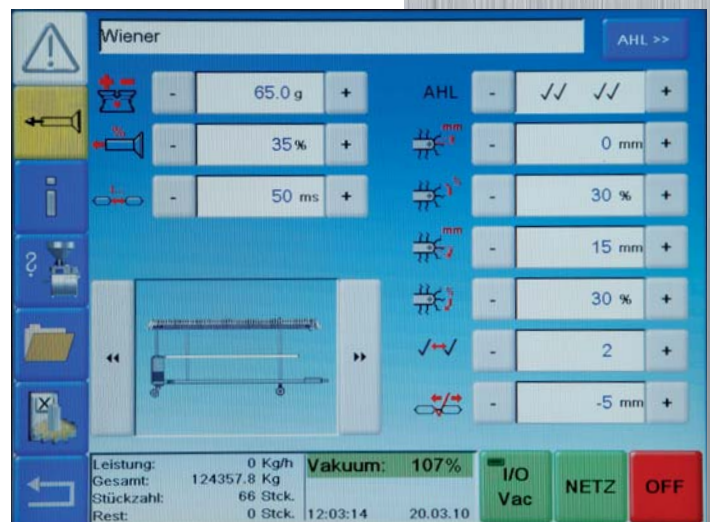 Wiener
AHL >>
- 65.0 g +
AHL - ✓✓ ✓✓ +
% - 35 % +
mm - 0 mm +
- 50 ms +
- 30 % +
mm - 15 mm +
- 30 % +
- 2 +
- -5 mm +
Leistung: 0 Kg/h
Gesamt: 124357.8 Kg
Stückzahl: 66 Stck.
Rest: 0 Stck.
Vakuum: 107%
12:03:14 20.03.10
I/O
Vac
NETZ
OFF